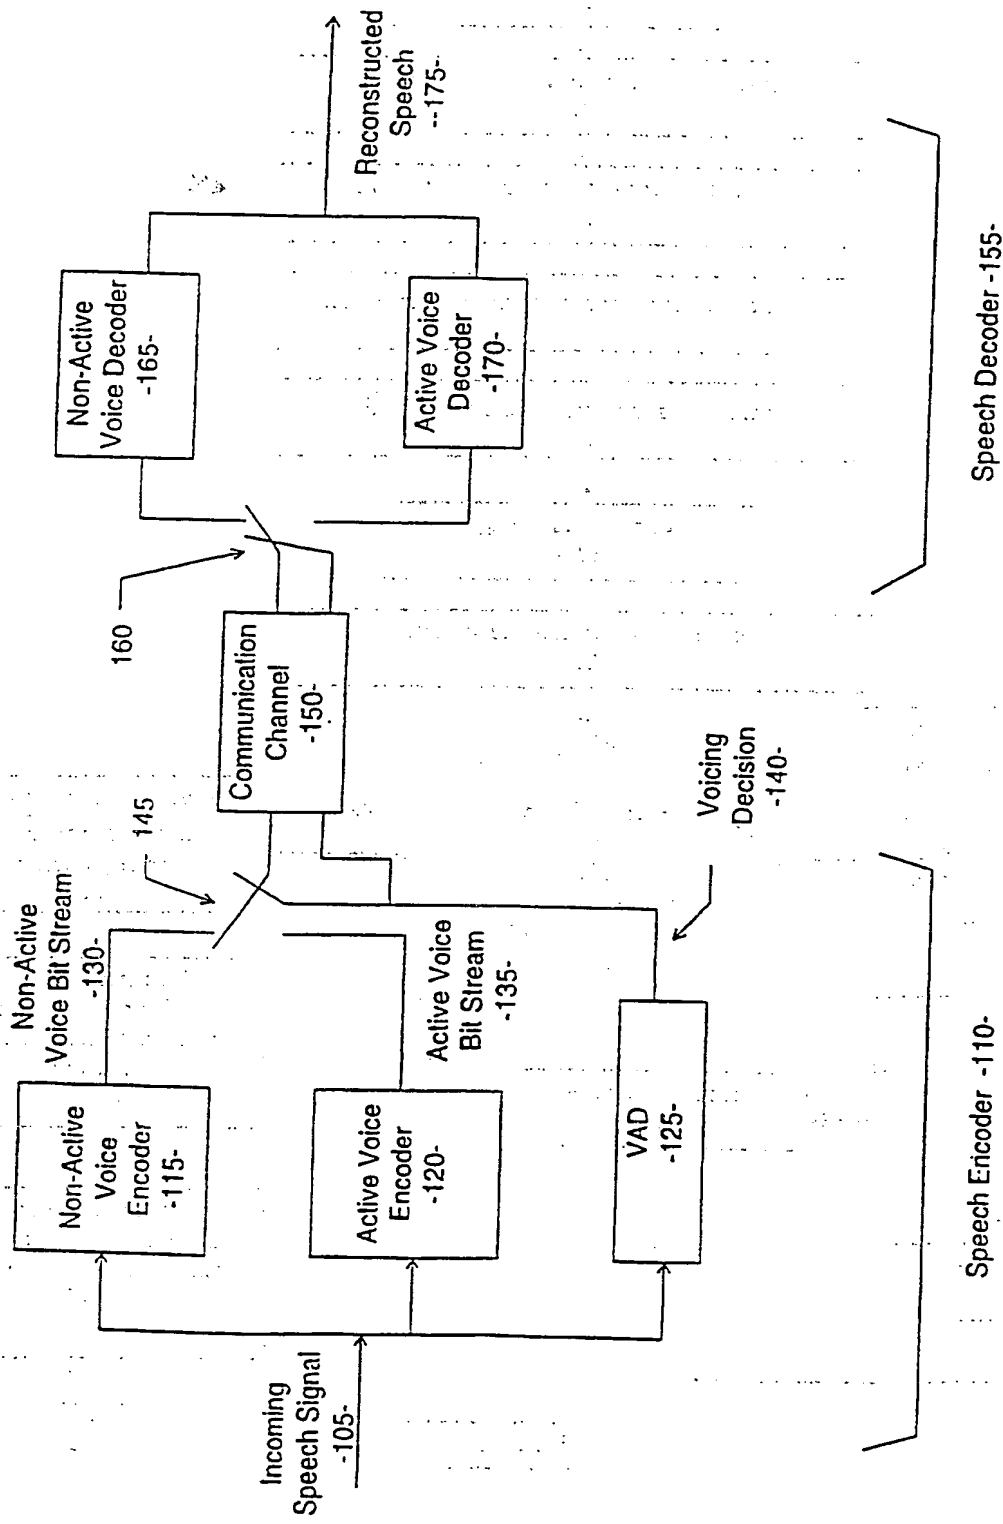 Incoming
Speech Signal
-105-
Non-Active
Voice
Encoder
-115-
Non-Active
Voice Bit Stream
-130-
Active Voice
Encoder
-120-
Active Voice
Bit Stream
-135-
VAD
-125-
Voicing
Decision
-140-
145
Communication
Channel
-150-
160
Non-Active
Voice Decoder
-165-
Active Voice
Decoder
-170-
Reconstructed
Speech
--175-
Speech Encoder -110-
Speech Decoder -155-